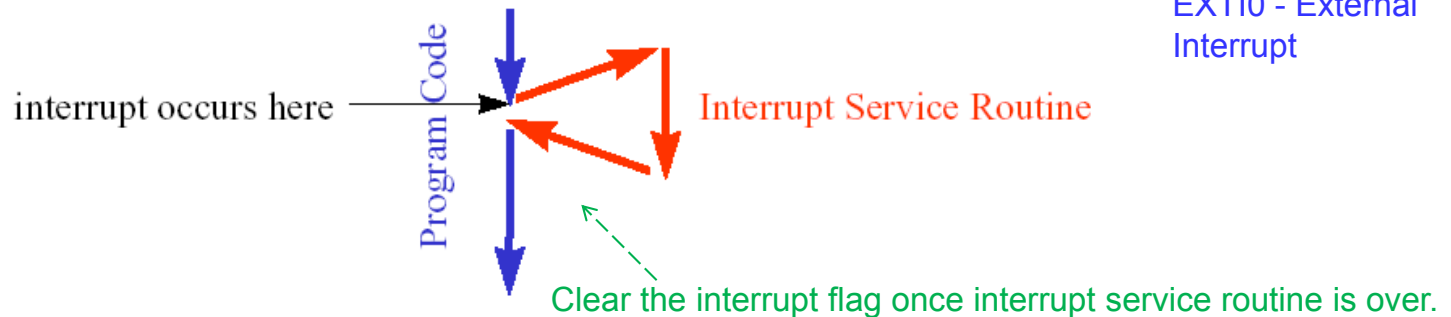 EXTI0 - External
Interrupt
Program Code
interrupt occurs here
Interrupt Service Routine
Clear the interrupt flag once interrupt service routine is over.